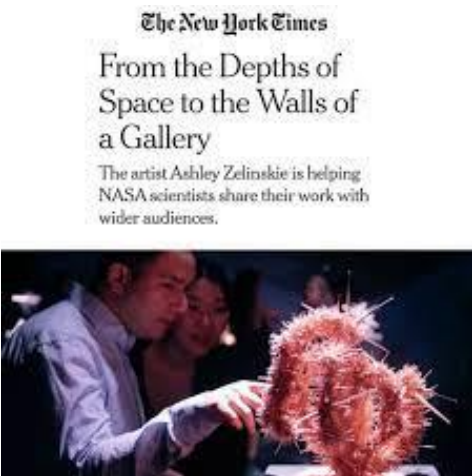 The New York Times
From the Depths of
Space to the Walls of
a Gallery
The artist Ashley Zelinskie is helping
NASA scientists share their work with
wider audiences.